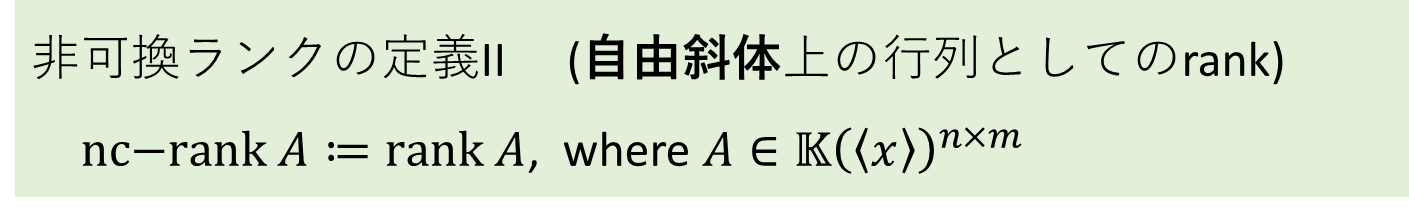 非可換ランクの定義II (自由斜体上の行列としてのrank)
nc−rank 𝐴 ≔ rank 𝐴, where 𝐴 ∈ 𝕂(⟨𝑥⟩)^{𝑛×𝑚}